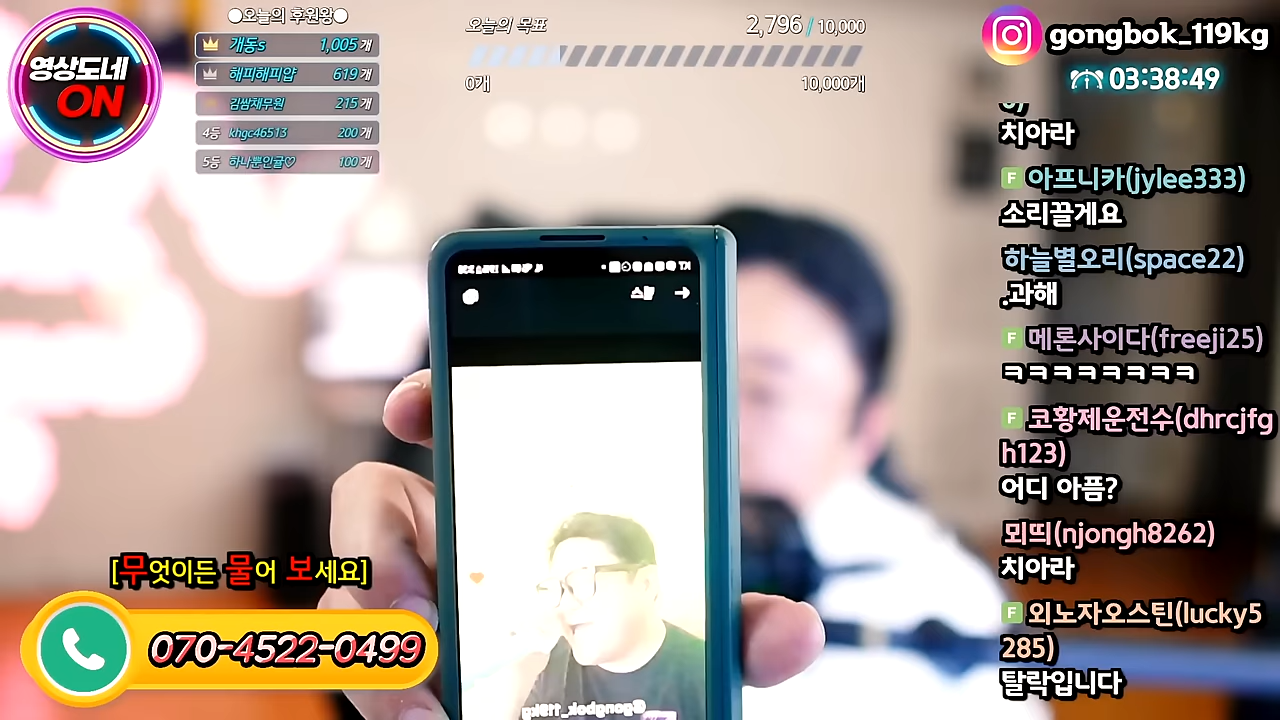 영상도네
ON
●오늘의 후원왕●
개동s 1,005개
해피해피얍 619개
김쌈채무원 215개
4등 khgc46513 200개
5등 하나뿐인귤♡ 100개
오늘의 목표 2,796 / 10,000
0개 10,000개
gongbok_119kg
03:38:49
치아라
F 아프니카(jylee333)
소리끌게요
하늘별오리(space22)
.과해
F 메론사이다(freeji25)
ㅋㅋㅋㅋㅋㅋㅋㅋ
F 코황제운전수(dhrcjfg
h123)
어디 아픔?
뫼띄(njongh8262)
치아라
F 외노자오스틴(lucky5
285)
탈락입니다
[무엇이든 물어 보세요]
070-4522-0499
@gongbok_119kg